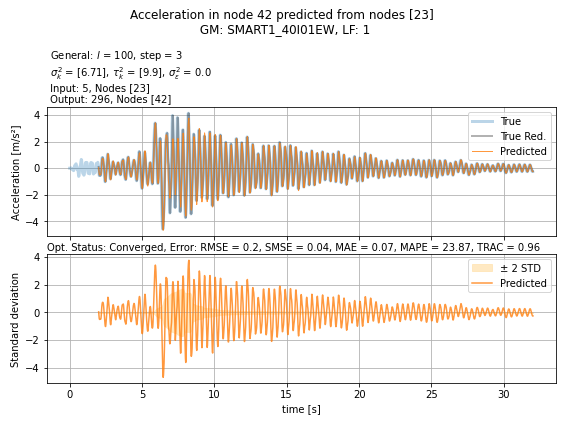 Acceleration in node 42 predicted from nodes [23]
GM: SMART1_40I01EW, LF: 1
General: l = 100, step = 3
σ²ₖ = [6.71], τ²ₖ = [9.9], σ²ε = 0.0
Input: 5, Nodes [23]
Output: 296, Nodes [42]
Acceleration [m/s²]
4
2
0
−2
−4
True
True Red.
Predicted
Opt. Status: Converged, Error: RMSE = 0.2, SMSE = 0.04, MAE = 0.07, MAPE = 23.87, TRAC = 0.96
Standard deviation
4
2
0
−2
−4
± 2 STD
Predicted
0 5 10 15 20 25 30
time [s]